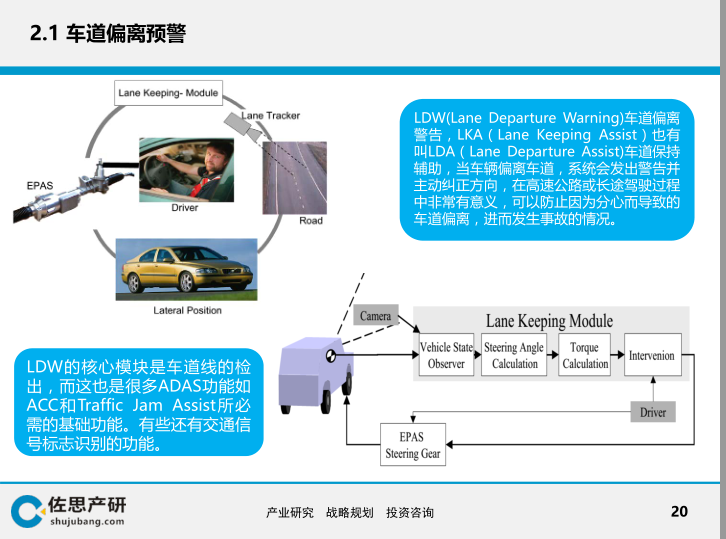 2.1 车道偏离预警
Lane Keeping- Module
Lane Tracker
EPAS
Driver
Road
Lateral Position
LDW(Lane Departure Warning)车道偏离
警告，LKA（Lane Keeping Assist）也有
叫LDA（Lane Departure Assist)车道保持
辅助，当车辆偏离车道，系统会发出警告并
主动纠正方向，在高速公路或长途驾驶过程
中非常有意义，可以防止因为分心而导致的
车道偏离，进而发生事故的情况。
LDW的核心模块是车道线的检
出，而这也是很多ADAS功能如
ACC和Traffic Jam Assist所必
需的基础功能。有些还有交通信
号标志识别的功能。
Camera
Lane Keeping Module
Vehicle State
Observer
Steering Angle
Calculation
Torque
Calculation
Intervenion
Driver
EPAS
Steering Gear
佐思产研
shujubang.com
产业研究 战略规划 投资咨询
20